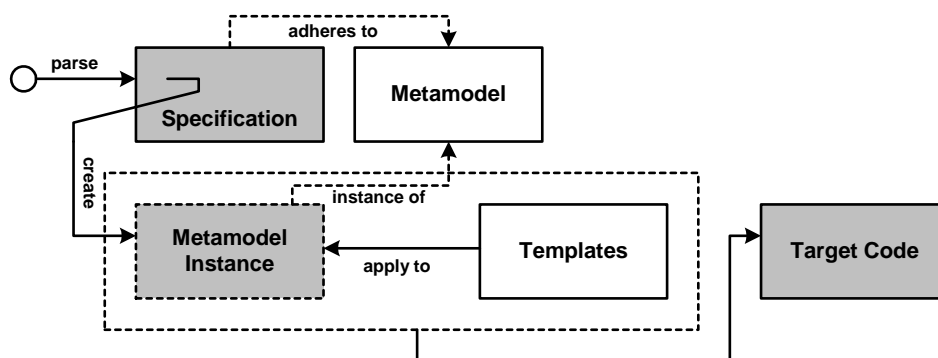 adheres to
parse
Specification
Metamodel
create
instance of
Metamodel
Instance
apply to
Templates
Target Code